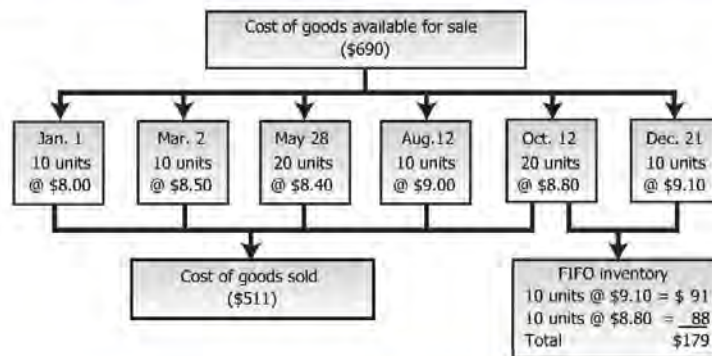 Cost of goods available for sale
($690)
Jan. 1
10 units
@ $8.00
Mar. 2
10 units
@ $8.50
May 28
20 units
@ $8.40
Aug.12
10 units
@ $9.00
Oct. 12
20 units
@ $8.80
Dec. 21
10 units
@ $9.10
Cost of goods sold
($511)
FIFO inventory
10 units @ $9.10 = $ 91
10 units @ $8.80 = 88
Total $179